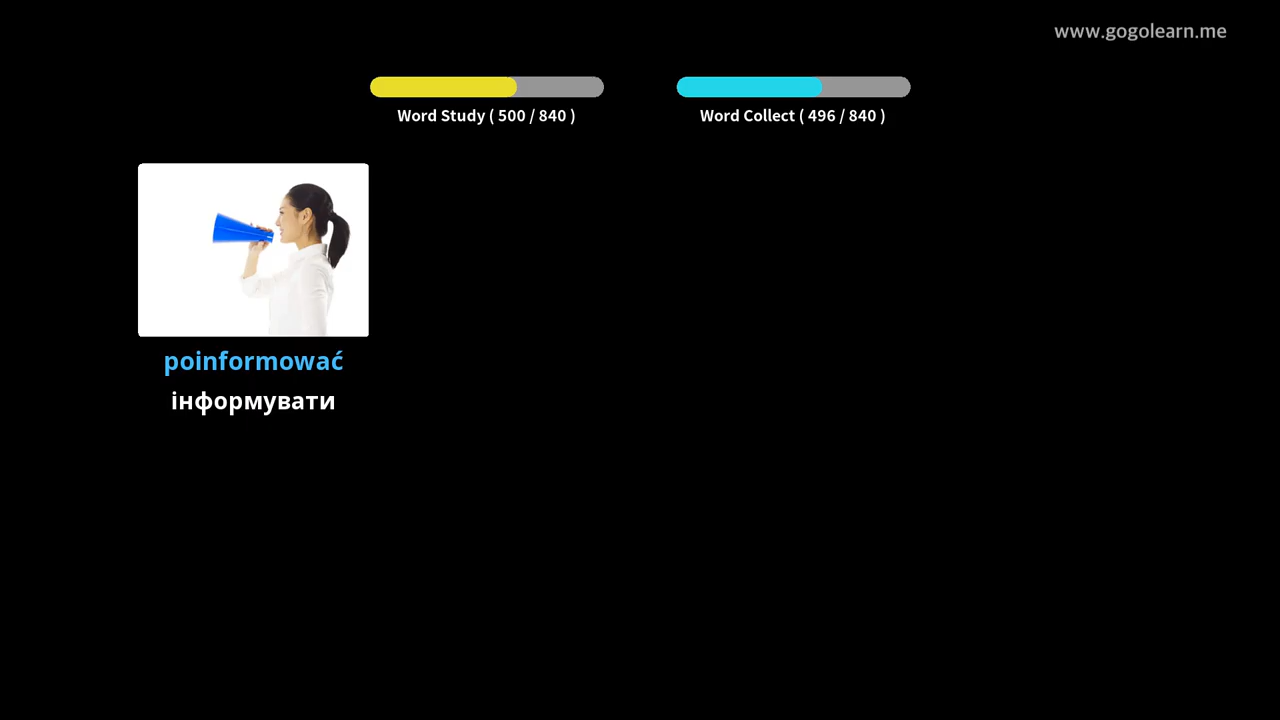 www.gogolearn.me
Word Study ( 500 / 840 )
Word Collect ( 496 / 840 )
poinformować
інформувати